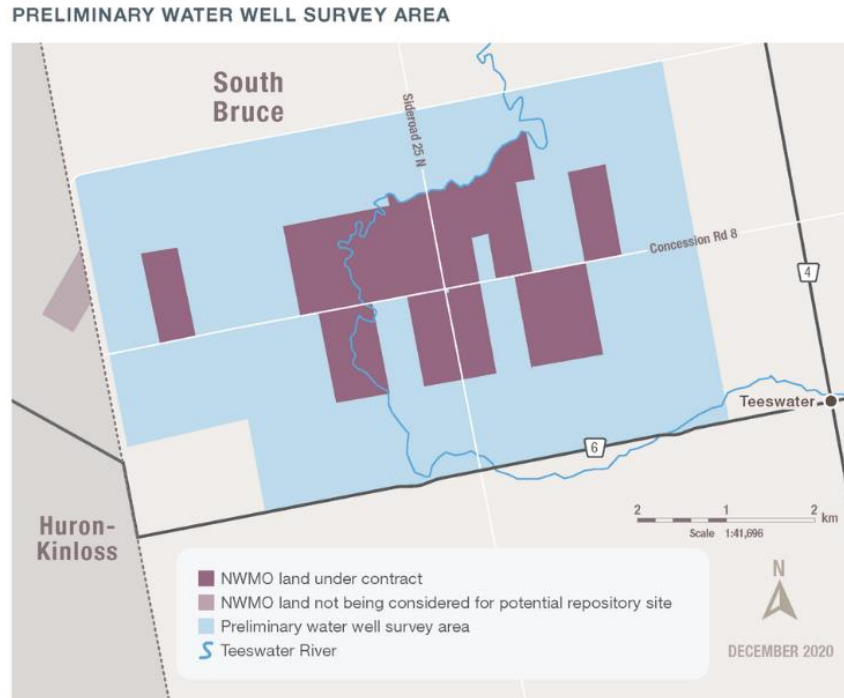 PRELIMINARY WATER WELL SURVEY AREA
South
Bruce
Sideroad 25 N
Concession Rd 8
4
Teeswater
6
2 1 2 km
Scale 1:41,696
Huron-
Kinloss
NWMO land under contract
NWMO land not being considered for potential repository site
Preliminary water well survey area
Teeswater River
N
DECEMBER 2020